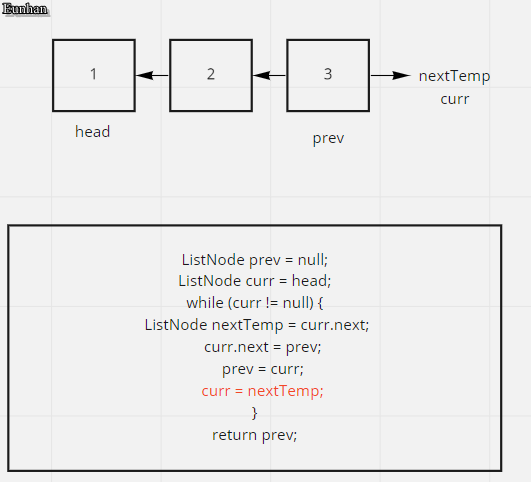 Eunhan
1 2 3 nextTemp
curr
head
prev
ListNode prev = null;
ListNode curr = head;
while (curr != null) {
ListNode nextTemp = curr.next;
curr.next = prev;
prev = curr;
curr = nextTemp;
}
return prev;